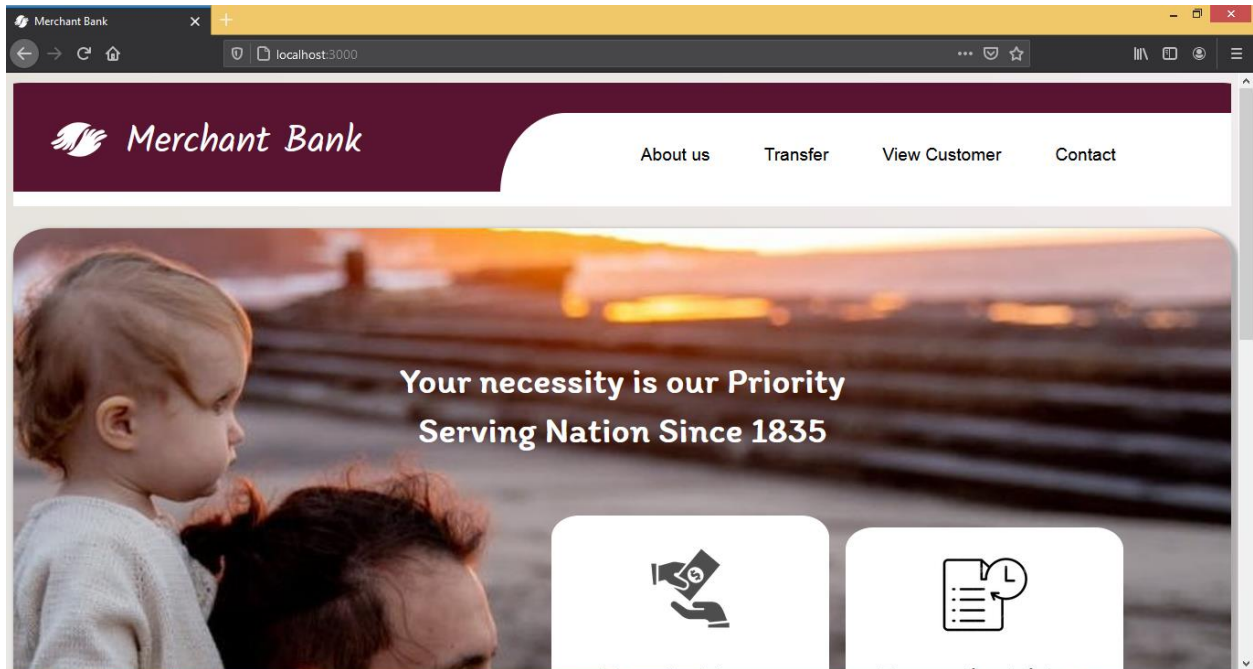 Merchant Bank
localhost:3000
Merchant Bank
About us
Transfer
View Customer
Contact
Your necessity is our Priority
Serving Nation Since 1835